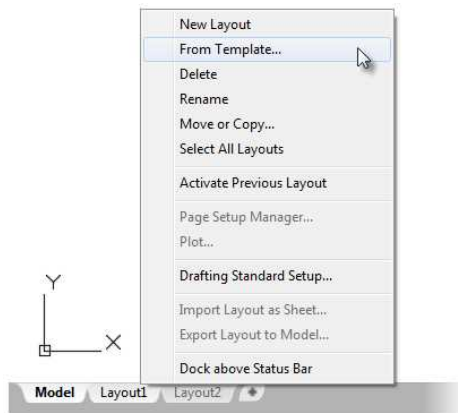 New Layout
From Template...
Delete
Rename
Move or Copy...
Select All Layouts
Activate Previous Layout
Page Setup Manager...
Plot...
Drafting Standard Setup...
Import Layout as Sheet...
Export Layout to Model...
Dock above Status Bar
Y
X
Model Layout1 Layout2 +